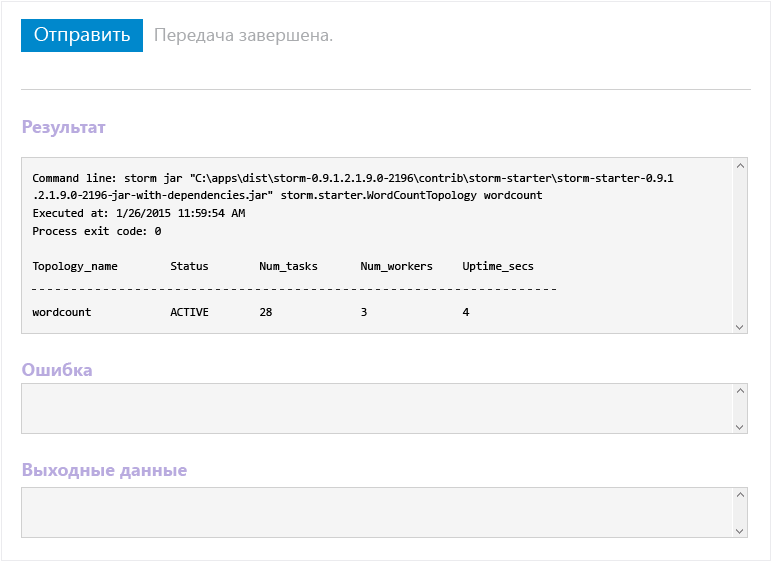 Отправить Передача завершена.
Результат
Command line: storm jar "C:\apps\dist\storm-0.9.1.2.1.9.0-2196\contrib\storm-starter\storm-starter-0.9.1
.2.1.9.0-2196-jar-with-dependencies.jar" storm.starter.WordCountTopology wordcount
Executed at: 1/26/2015 11:59:54 AM
Process exit code: 0
Topology_name Status Num_tasks Num_workers Uptime_secs
----------------------------------------------------------------------
wordcount ACTIVE 28 3 4
Ошибка
Выходные данные